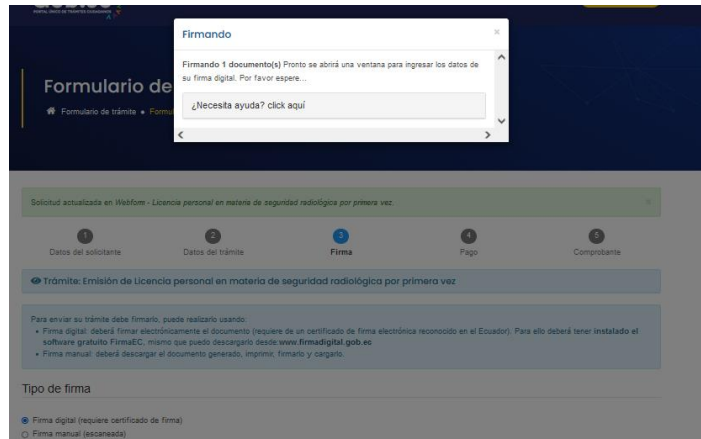 PORTAL ÚNICO DE TRÁMITES CIUDADANOS
Firmando
×
Firmando 1 documento(s) Pronto se abrirá una ventana para ingresar los datos de
su firma digital. Por favor espere...
¿Necesita ayuda? click aquí
Formulario de
Formulario de trámite • Formul
Solicitud actualizada en Webform - Licencia personal en materia de seguridad radiológica por primera vez.
×
1 2 3 4 5
Datos del solicitante Datos del trámite Firma Pago Comprobante
Trámite: Emisión de Licencia personal en materia de seguridad radiológica por primera vez
Para enviar su trámite debe firmarlo, puede realizarlo usando:
• Firma digital: deberá firmar electrónicamente el documento (requiere de un certificado de firma electrónica reconocido en el Ecuador). Para ello deberá tener instalado el
software gratuito FirmaEC, mismo que puedo descargarlo desde:www.firmadigital.gob.ec
• Firma manual: deberá descargar el documento generado, imprimir, firmarlo y cargarlo.
Tipo de firma
Firma digital (requiere certificado de firma)
Firma manual (escaneada)